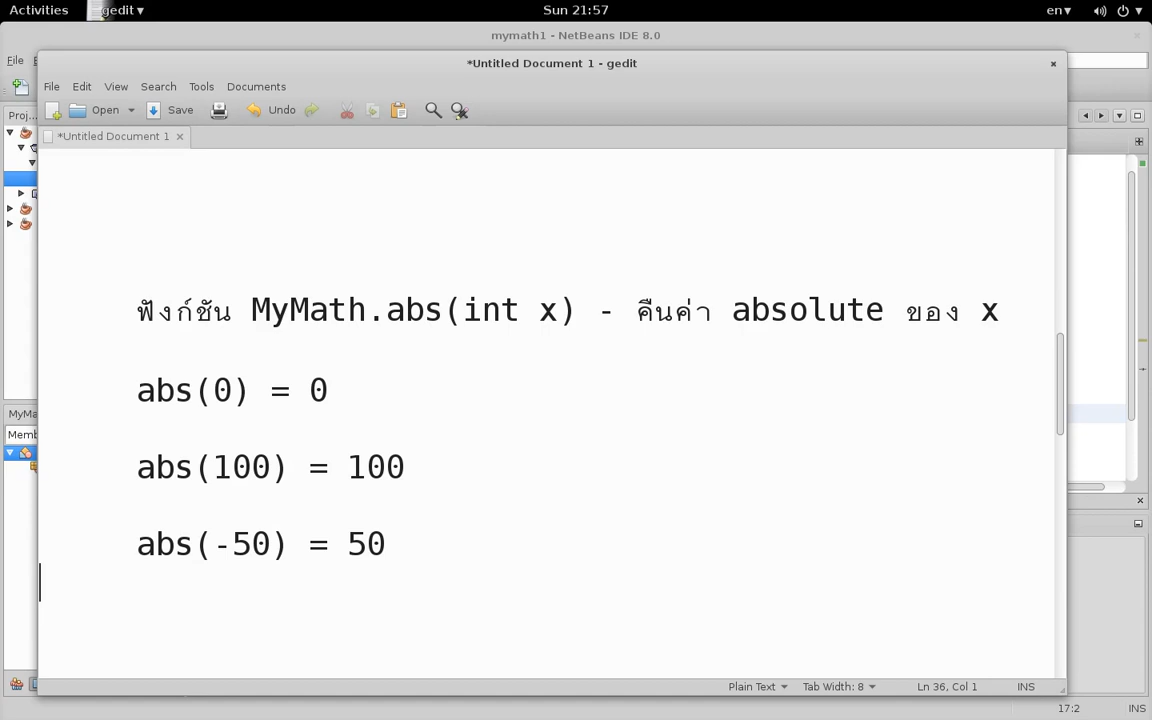 Activities gedit ▾ Sun 21:57 en▾
mymath1 - NetBeans IDE 8.0
File
*Untitled Document 1 - gedit
File Edit View Search Tools Documents
Open Save Undo
Proj...
*Untitled Document 1
ฟังก์ชัน MyMath.abs(int x) - คืนค่า absolute ของ x
abs(0) = 0
abs(100) = 100
abs(-50) = 50
Plain Text ▾ Tab Width: 8 ▾ Ln 36, Col 1 INS
17:2 INS